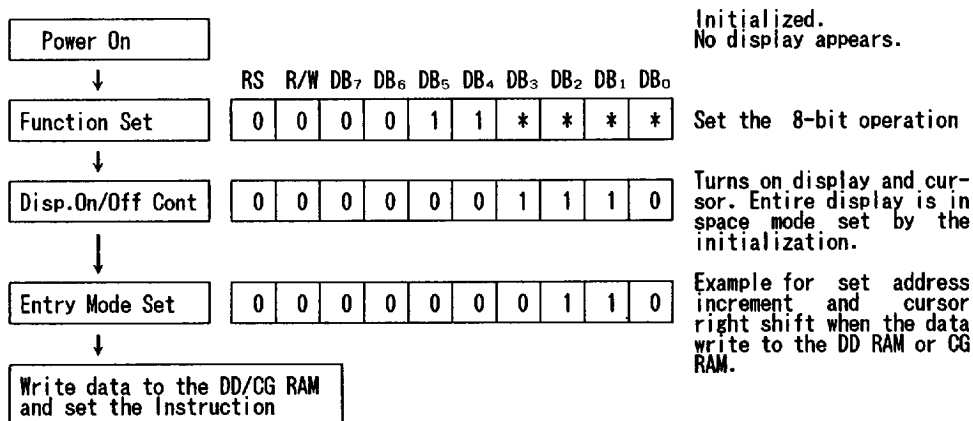 Power On
Initialized.
No display appears.
RS R/W DB₇ DB₆ DB₅ DB₄ DB₃ DB₂ DB₁ DB₀
Function Set 0 0 0 0 1 1 * * * * Set the 8-bit operation
Disp.On/Off Cont 0 0 0 0 0 0 1 1 1 0
Turns on display and cur-
sor. Entire display is in
space mode set by the
initialization.
Entry Mode Set 0 0 0 0 0 0 0 1 1 0
Example for set address
increment and cursor
right shift when the data
write to the DD RAM or CG
RAM.
Write data to the DD/CG RAM
and set the Instruction